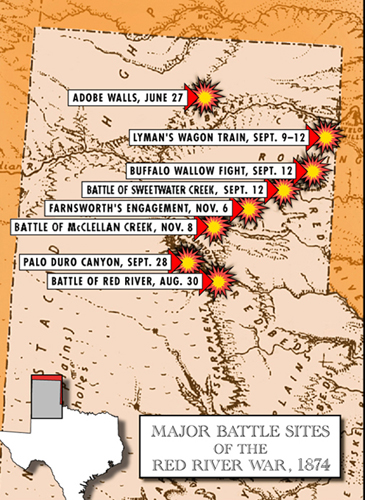 ADOBE WALLS, JUNE 27
LYMAN'S WAGON TRAIN, SEPT. 9–12
BUFFALO WALLOW FIGHT, SEPT. 12
BATTLE OF SWEETWATER CREEK, SEPT. 12
FARNSWORTH'S ENGAGEMENT, NOV. 6
BATTLE OF McCLELLAN CREEK, NOV. 8
PALO DURO CANYON, SEPT. 28
BATTLE OF RED RIVER, AUG. 30
MAJOR BATTLE SITES
OF THE
RED RIVER WAR, 1874